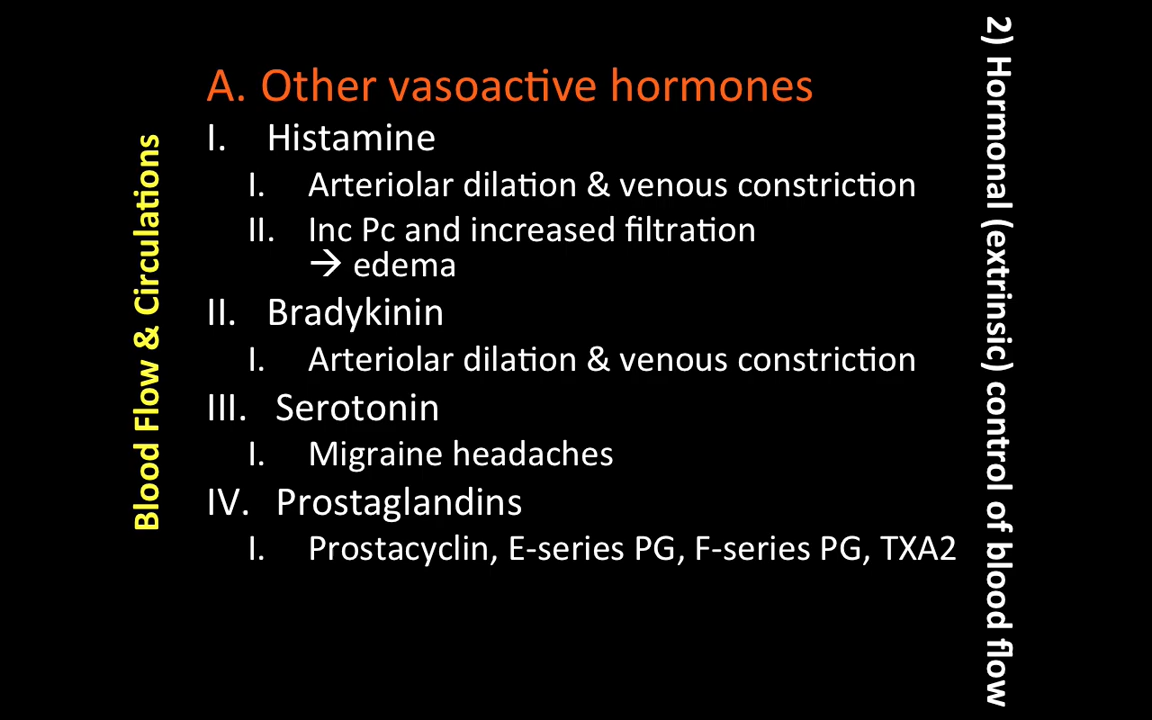 Blood Flow & Circulations
A. Other vasoactive hormones
I. Histamine
I. Arteriolar dilation & venous constriction
II. Inc Pc and increased filtration
→ edema
II. Bradykinin
I. Arteriolar dilation & venous constriction
III. Serotonin
I. Migraine headaches
IV. Prostaglandins
I. Prostacyclin, E-series PG, F-series PG, TXA2
2) Hormonal (extrinsic) control of blood flow